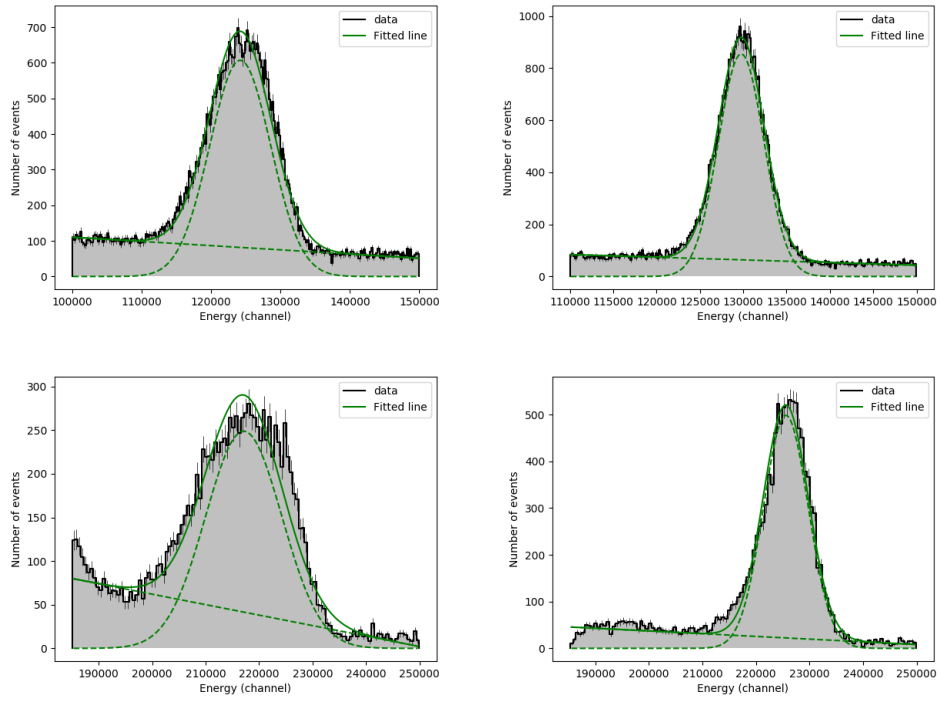 700
600
500
400
300
200
100
0
Number of events
data
Fitted line
100000 110000 120000 130000 140000 150000
Energy (channel)
1000
800
600
400
200
0
Number of events
data
Fitted line
110000 115000 120000 125000 130000 135000 140000 145000 150000
Energy (channel)
300
250
200
150
100
50
0
Number of events
data
Fitted line
190000 200000 210000 220000 230000 240000 250000
Energy (channel)
500
400
300
200
100
0
Number of events
data
Fitted line
190000 200000 210000 220000 230000 240000 250000
Energy (channel)